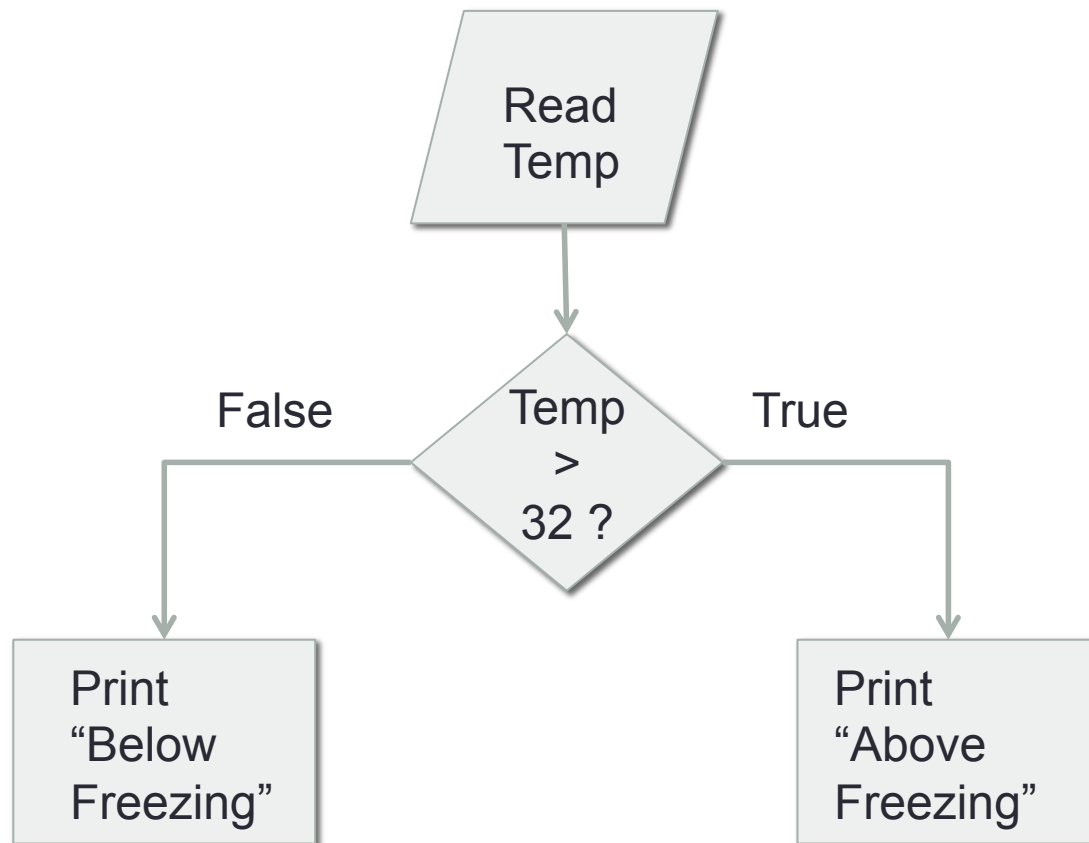 Read
Temp
False
Temp
>
32 ?
True
Print
“Below
Freezing”
Print
“Above
Freezing”